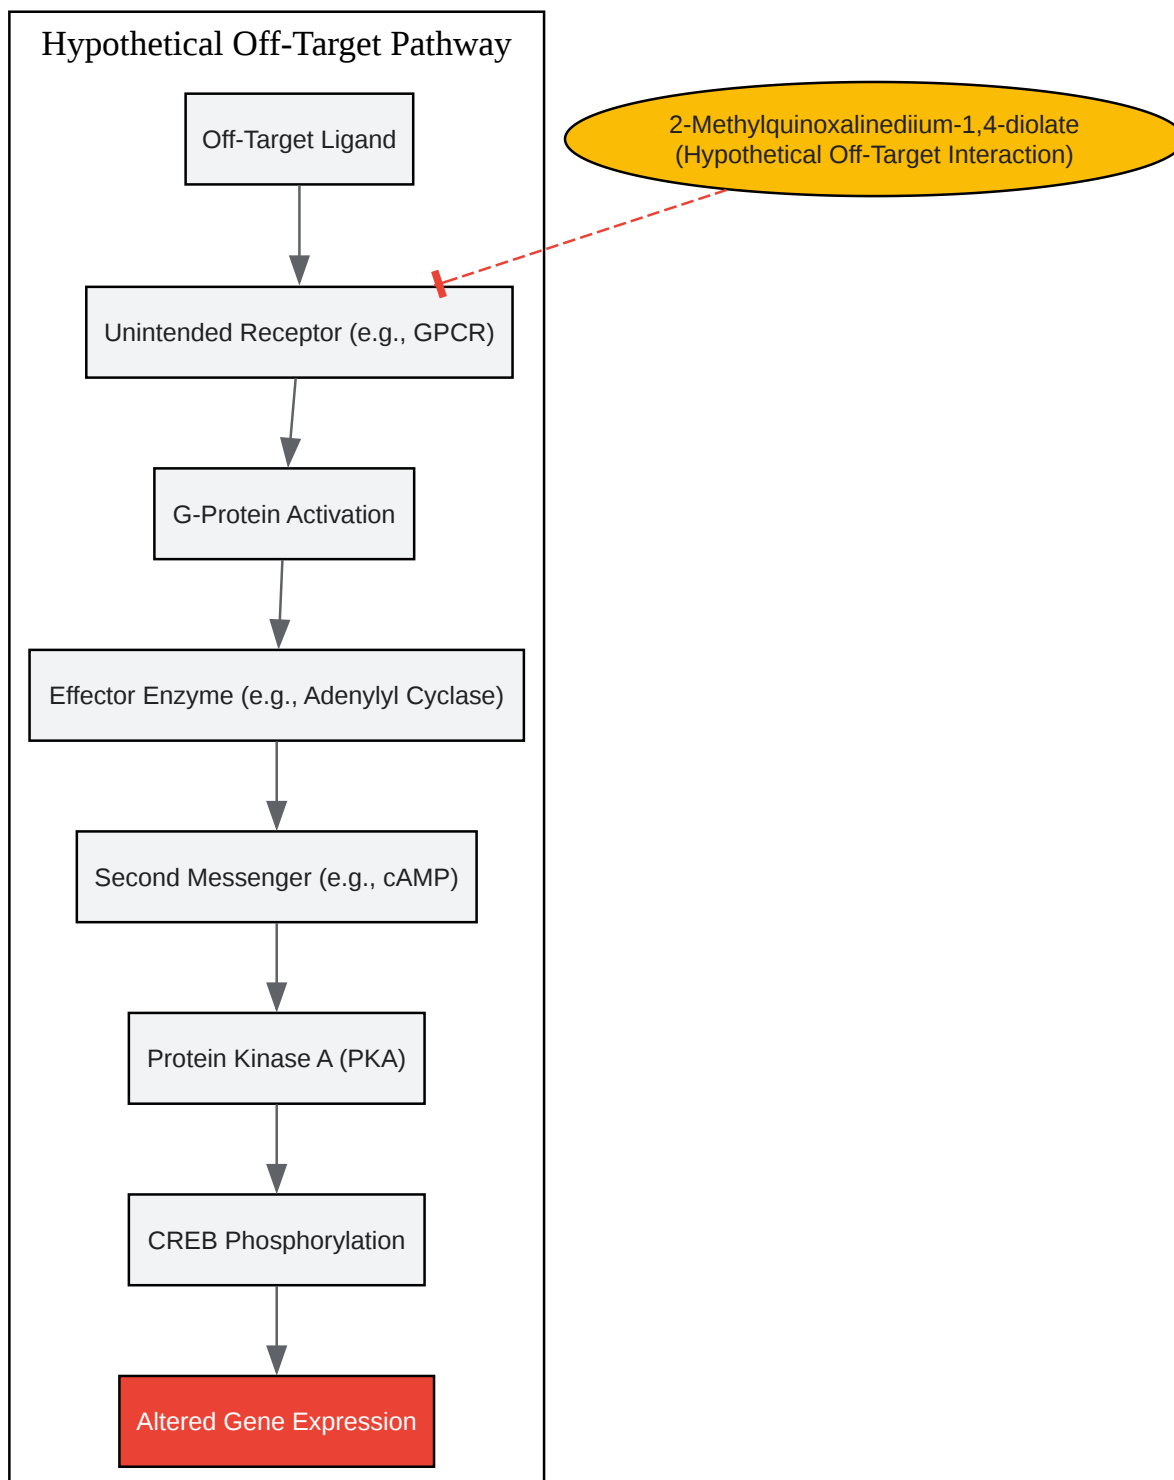 Hypothetical Off-Target Pathway
Off-Target Ligand
2-Methylquinoxalinediium-1,4-diolate
(Hypothetical Off-Target Interaction)
Unintended Receptor (e.g., GPCR)
G-Protein Activation
Effector Enzyme (e.g., Adenylyl Cyclase)
Second Messenger (e.g., cAMP)
Protein Kinase A (PKA)
CREB Phosphorylation
Altered Gene Expression